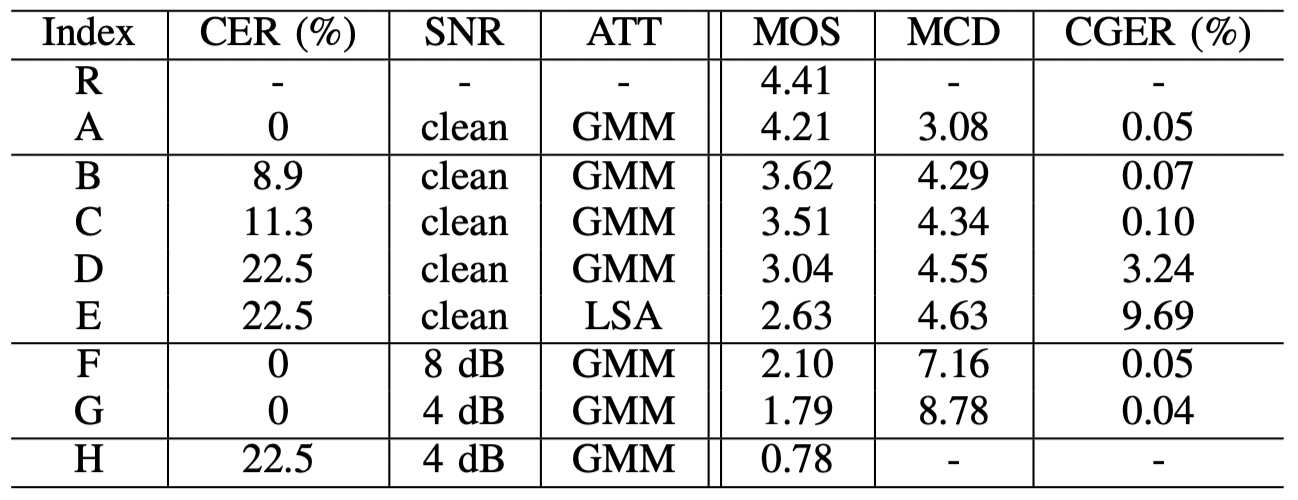 Index CER (%) SNR ATT MOS MCD CGER (%)
R - - - 4.41 - -
A 0 clean GMM 4.21 3.08 0.05
B 8.9 clean GMM 3.62 4.29 0.07
C 11.3 clean GMM 3.51 4.34 0.10
D 22.5 clean GMM 3.04 4.55 3.24
E 22.5 clean LSA 2.63 4.63 9.69
F 0 8 dB GMM 2.10 7.16 0.05
G 0 4 dB GMM 1.79 8.78 0.04
H 22.5 4 dB GMM 0.78 - -